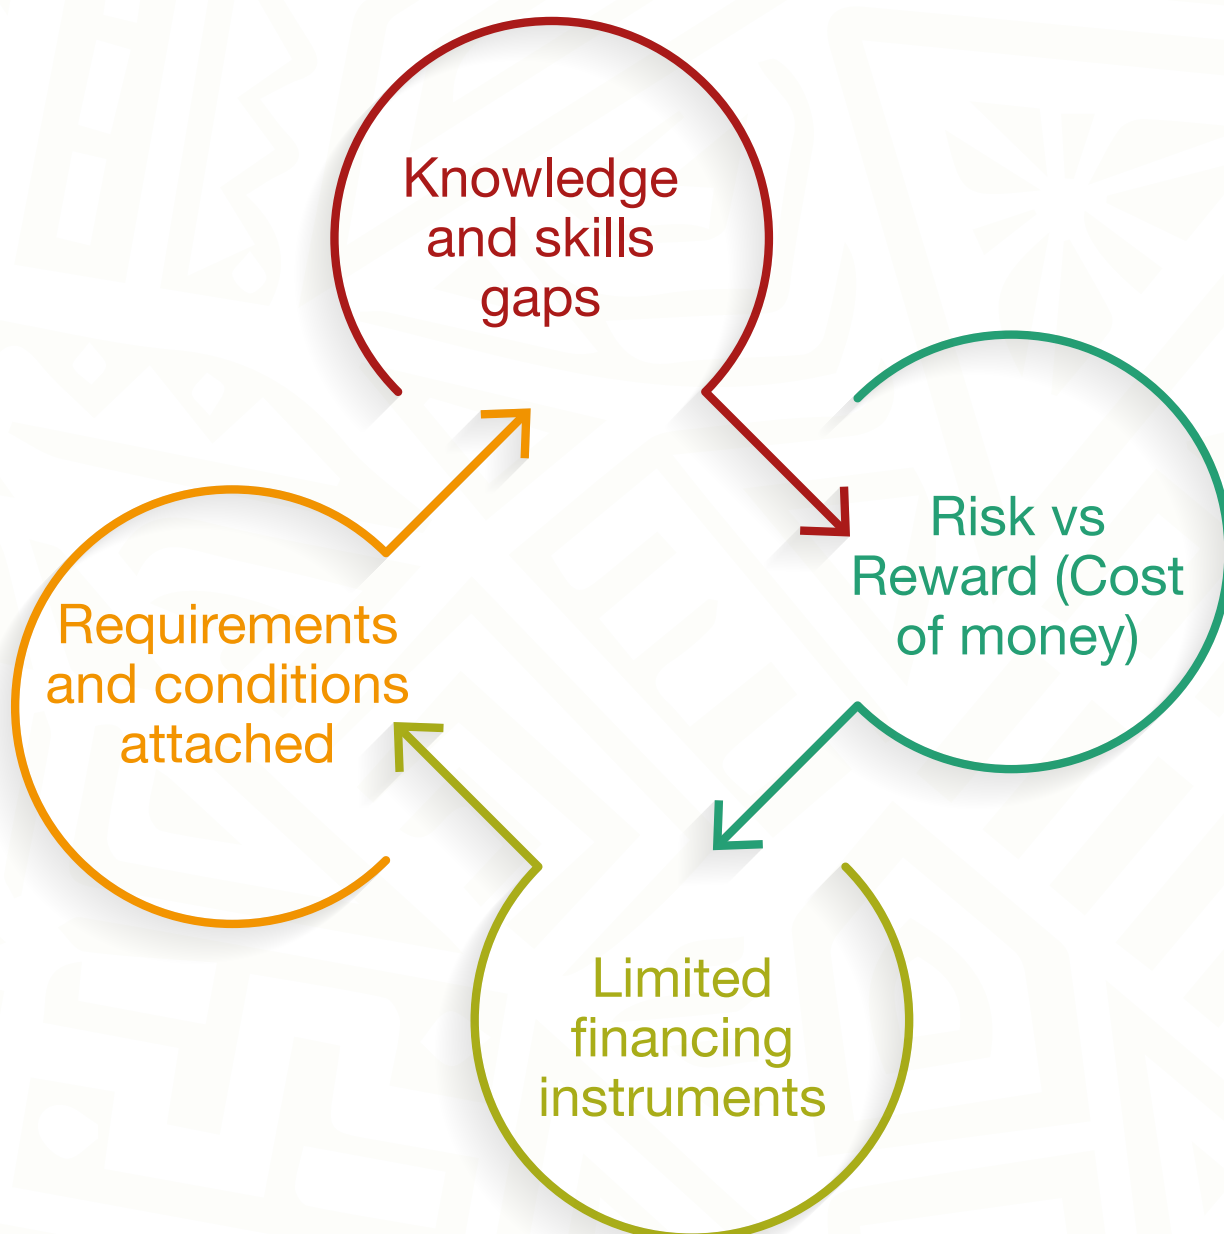 Knowledge
and skills
gaps
Risk vs
Reward (Cost
of money)
Limited
financing
instruments
Requirements
and conditions
attached